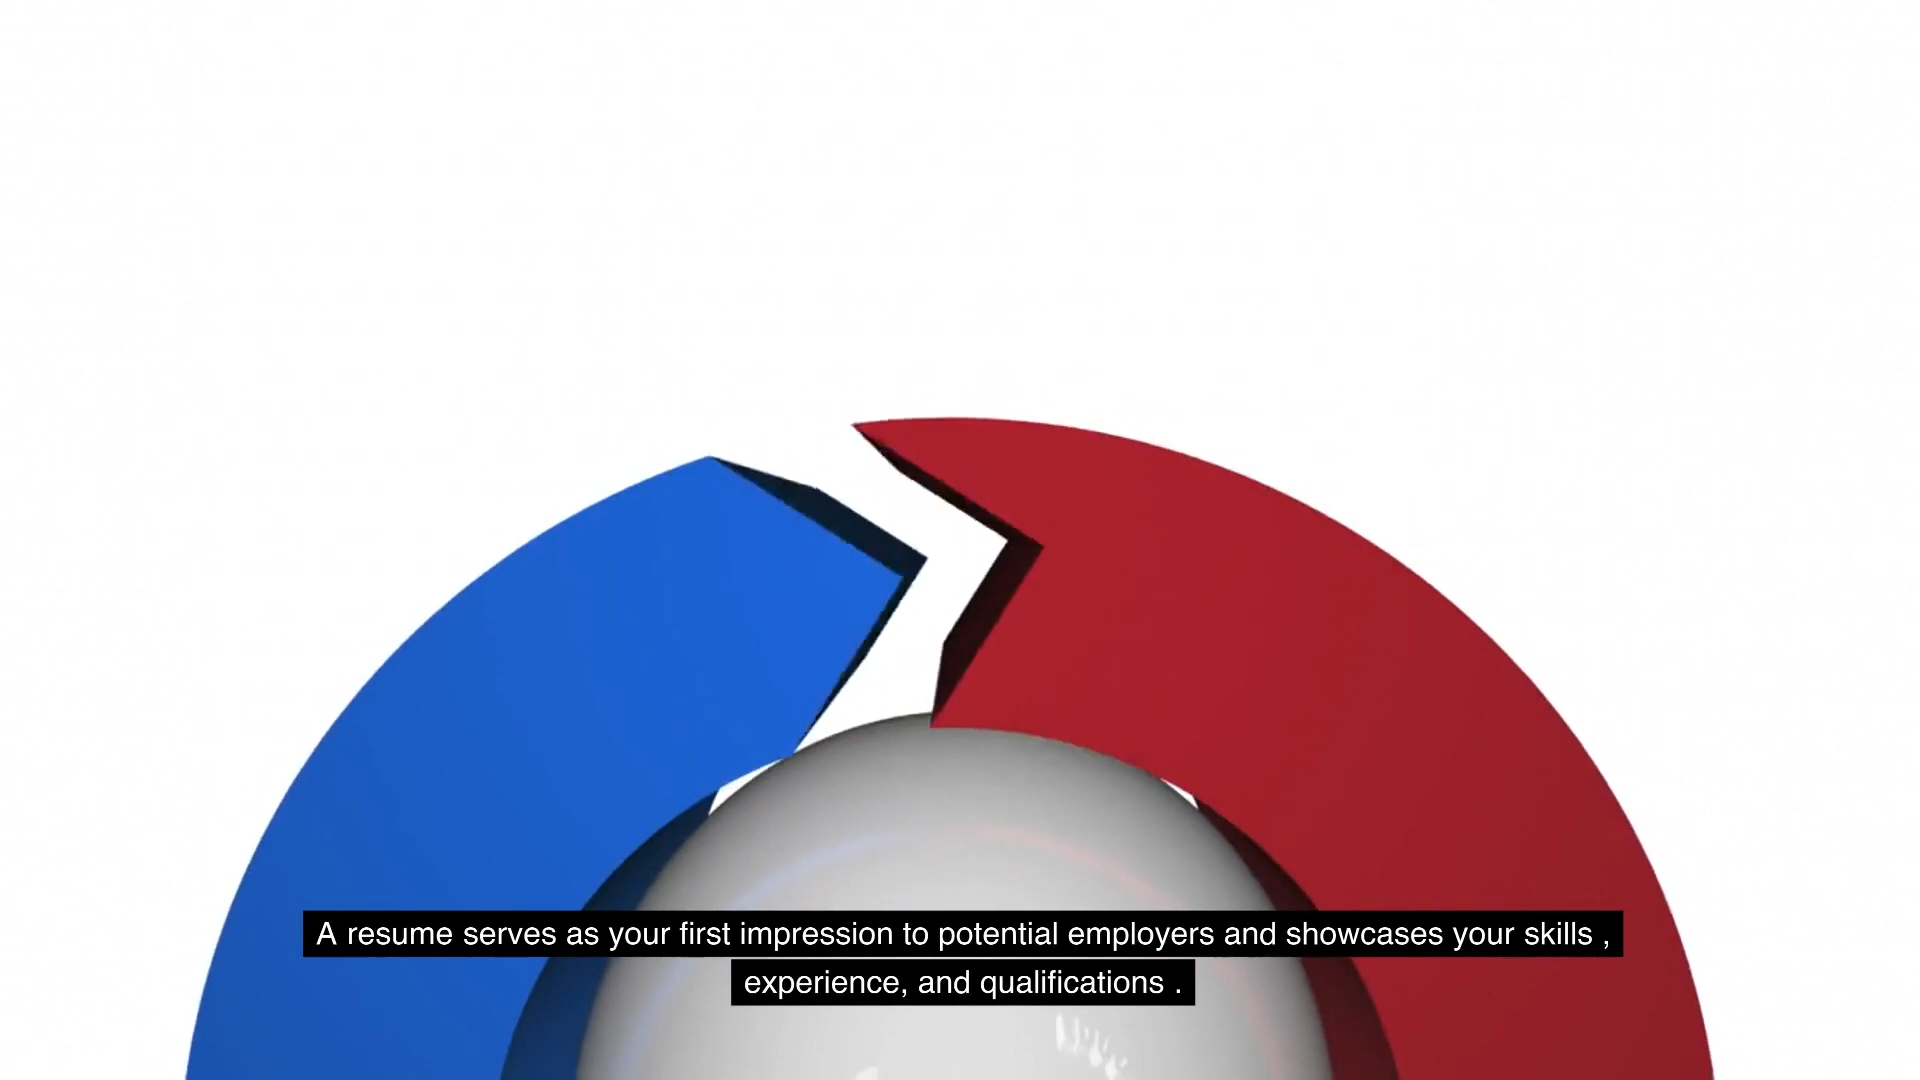 A resume serves as your first impression to potential employers and showcases your skills ,
experience, and qualifications .